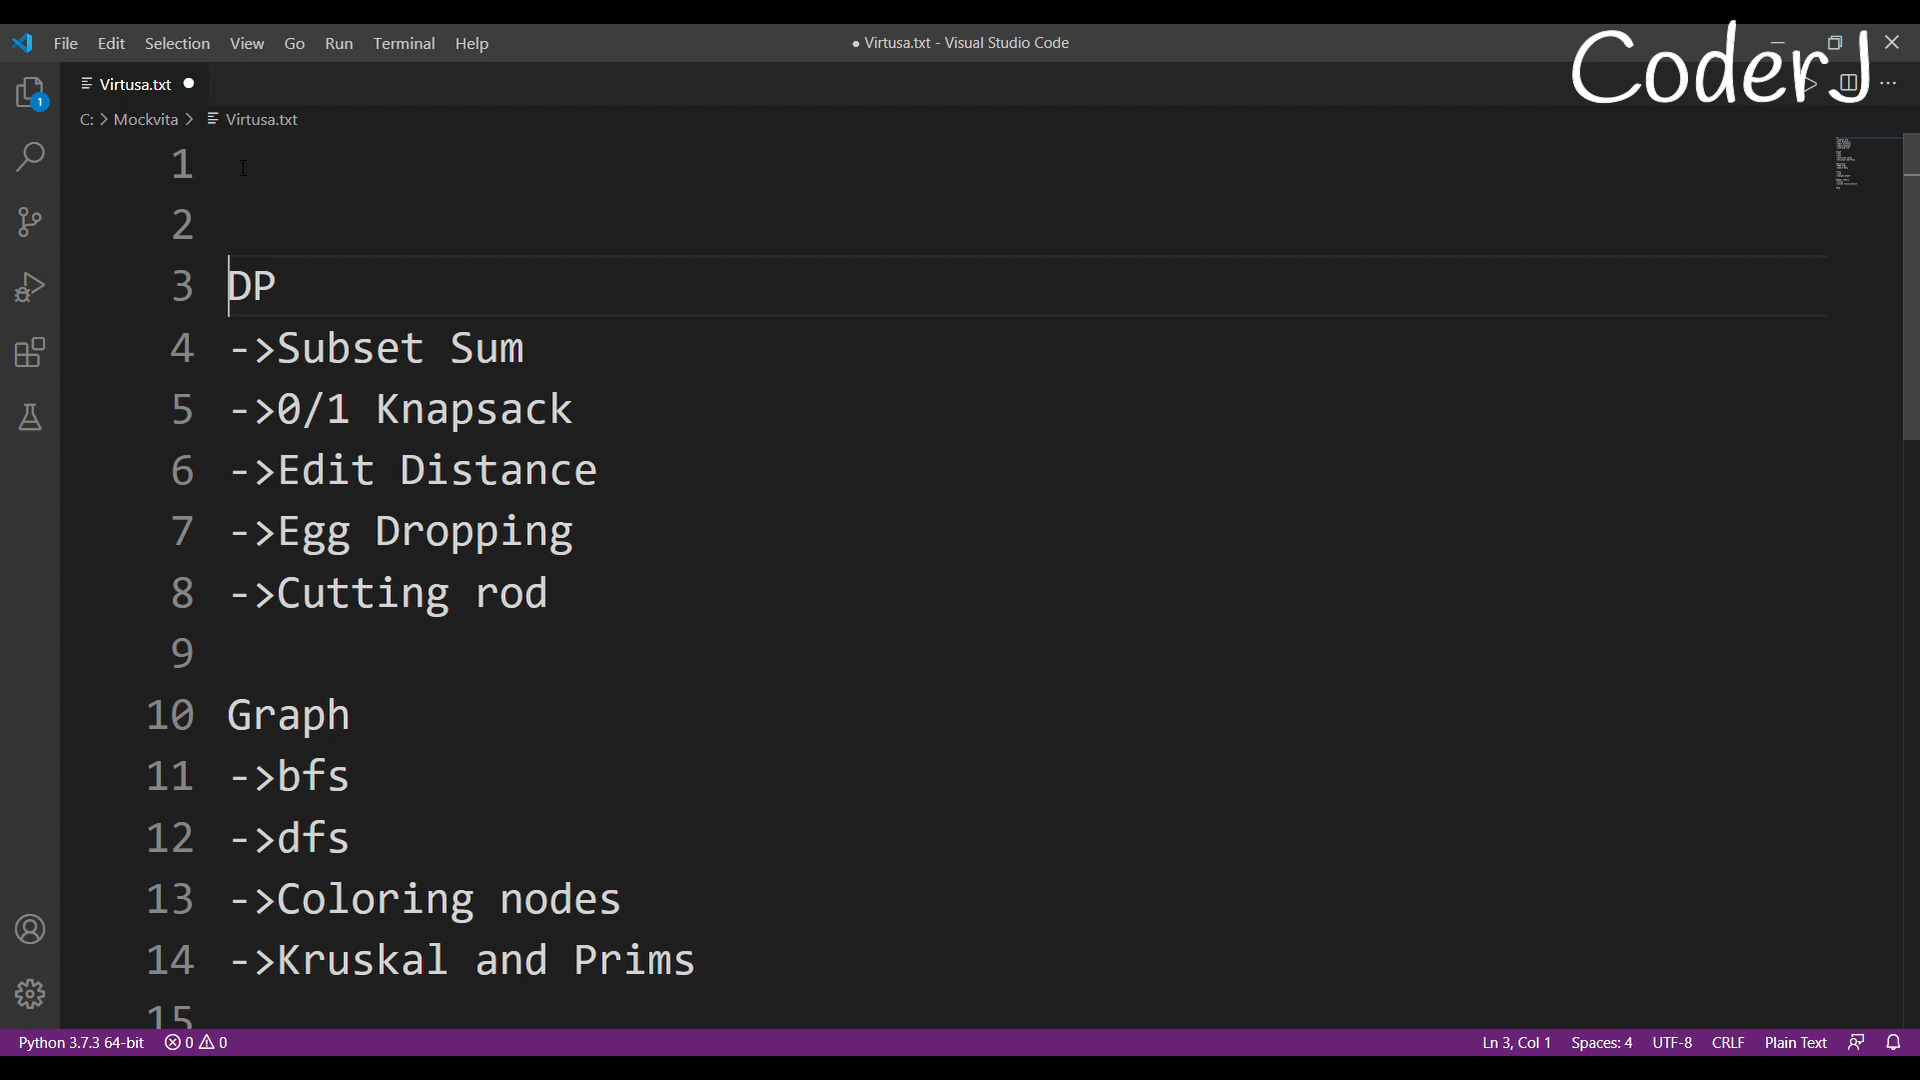 File Edit Selection View Go Run Terminal Help
● Virtusa.txt - Visual Studio Code
CoderJ
Virtusa.txt ●
1
C: > Mockvita > Virtusa.txt
1
2
3 DP
4 ->Subset Sum
5 ->0/1 Knapsack
6 ->Edit Distance
7 ->Egg Dropping
8 ->Cutting rod
9
10 Graph
11 ->bfs
12 ->dfs
13 ->Coloring nodes
14 ->Kruskal and Prims
15
Python 3.7.3 64-bit 0 0 Ln 3, Col 1 Spaces: 4 UTF-8 CRLF Plain Text